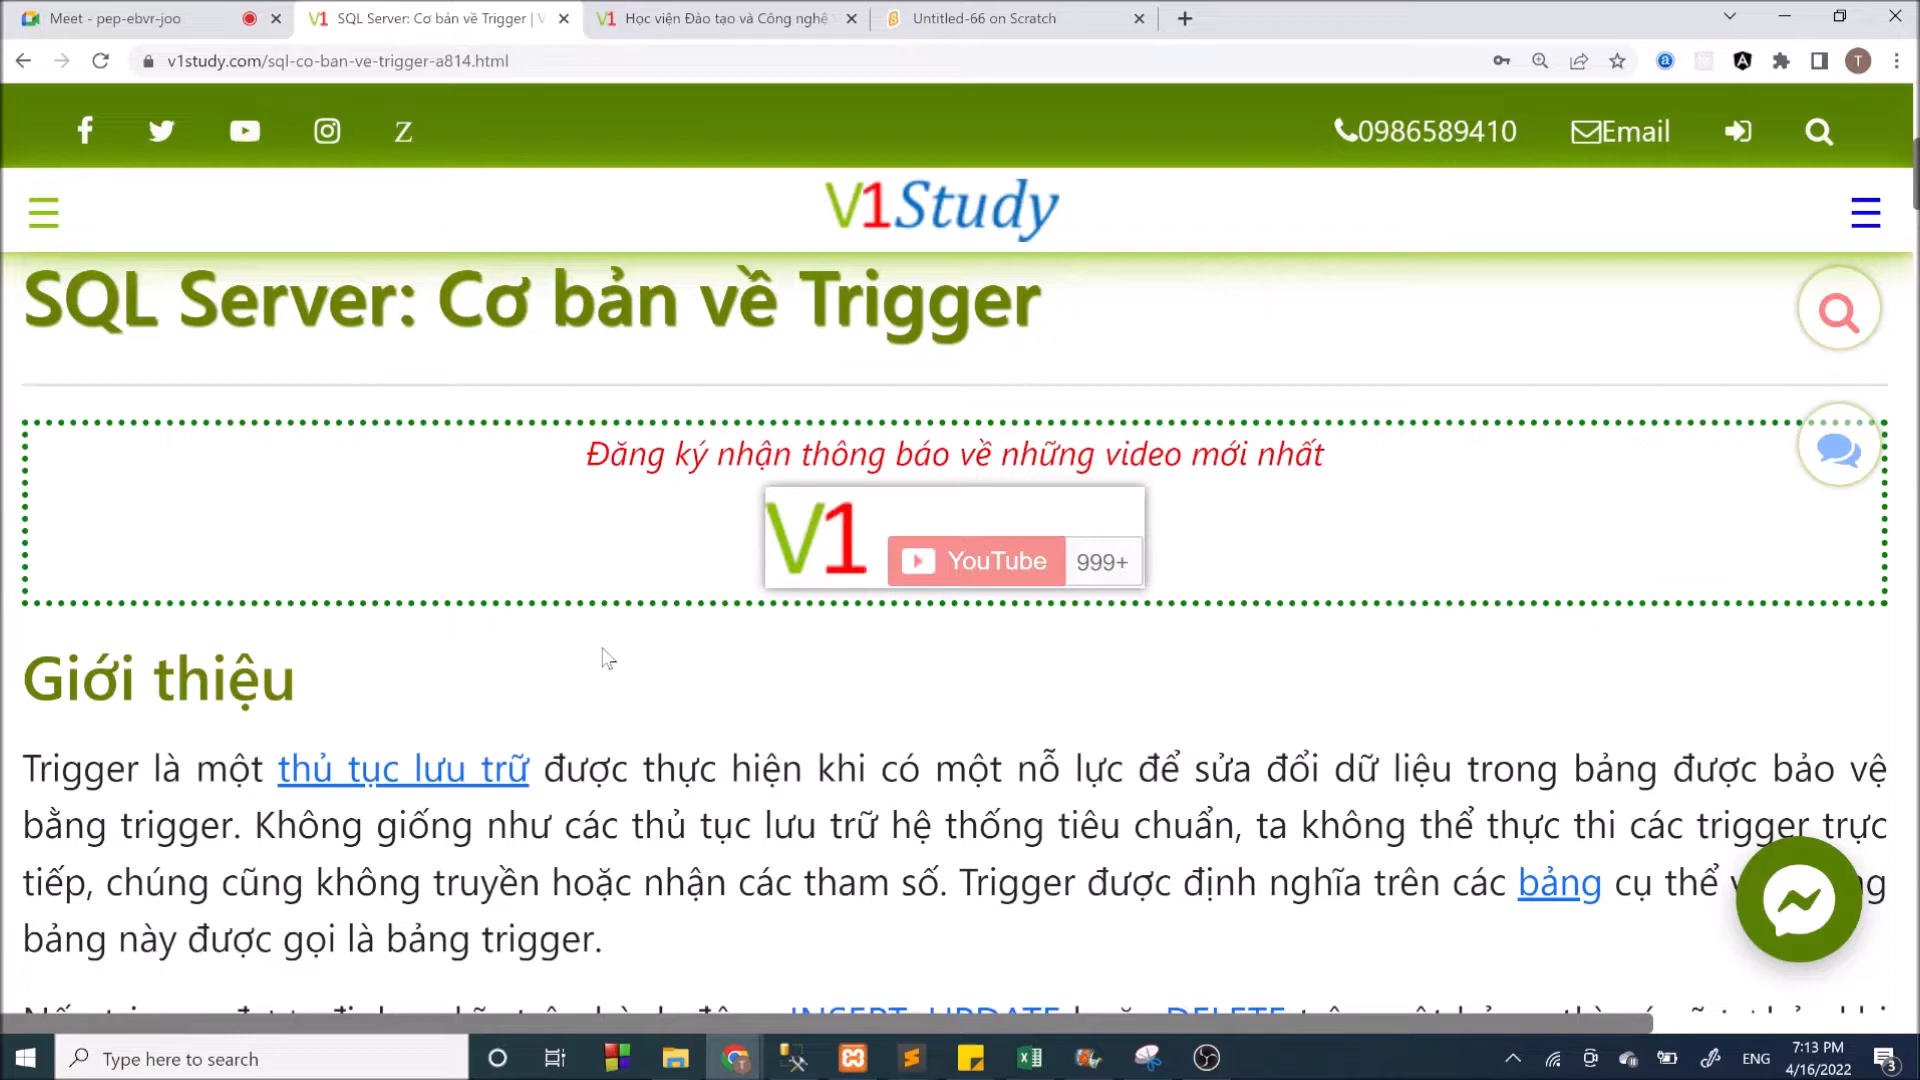 Meet - pep-ebvr-joo
V1 SQL Server: Cơ bản về Trigger | V
V1 Học viện Đào tạo và Công nghệ
Untitled-66 on Scratch
v1study.com/sql-co-ban-ve-trigger-a814.html
T
0986589410
Email
V1Study
SQL Server: Cơ bản về Trigger
Đăng ký nhận thông báo về những video mới nhất
V1 YouTube 999+
Giới thiệu
Trigger là một thủ tục lưu trữ được thực hiện khi có một nỗ lực để sửa đổi dữ liệu trong bảng được bảo vệ
bằng trigger. Không giống như các thủ tục lưu trữ hệ thống tiêu chuẩn, ta không thể thực thi các trigger trực
tiếp, chúng cũng không truyền hoặc nhận các tham số. Trigger được định nghĩa trên các bảng cụ thể
bảng này được gọi là bảng trigger.
INSERT, UPDATE hoặc DELETE
Type here to search
ENG
7:13 PM
4/16/2022
3